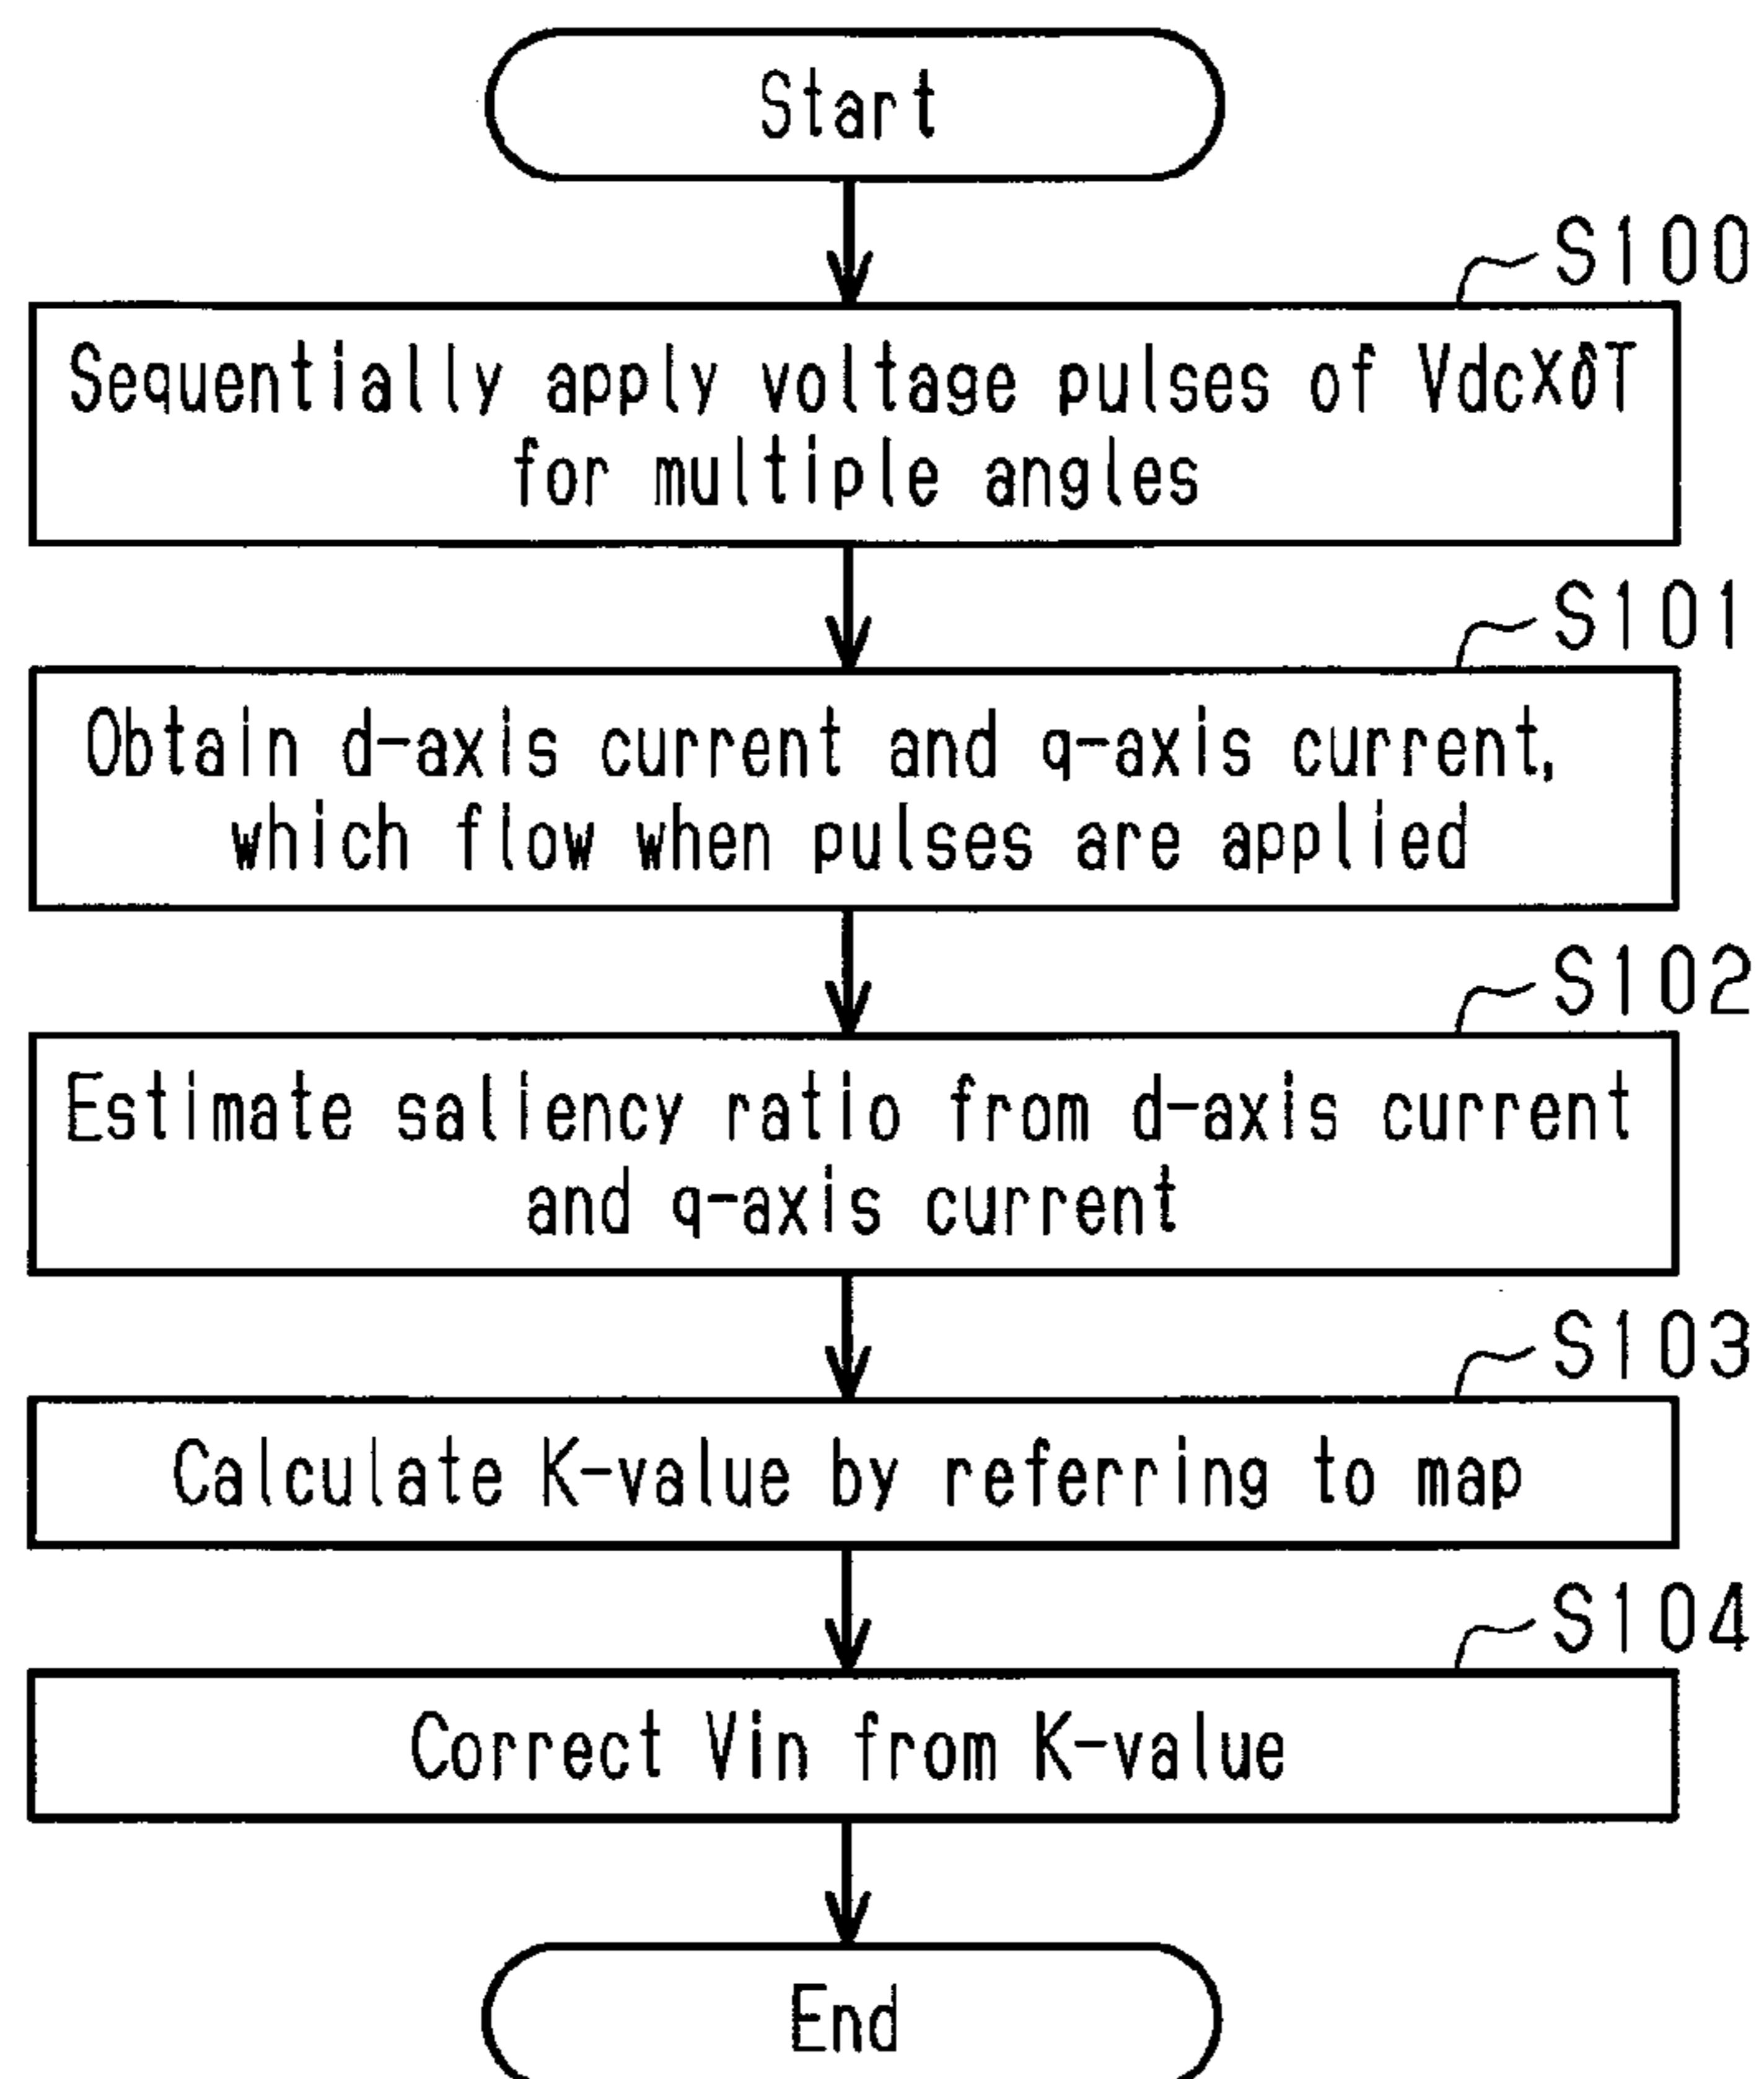 Start
S100
Sequentially apply voltage pulses of VdcXδT
for multiple angles
S101
Obtain d-axis current and q-axis current,
which flow when pulses are applied
S102
Estimate saliency ratio from d-axis current
and q-axis current
S103
Calculate K-value by referring to map
S104
Correct Vin from K-value
End